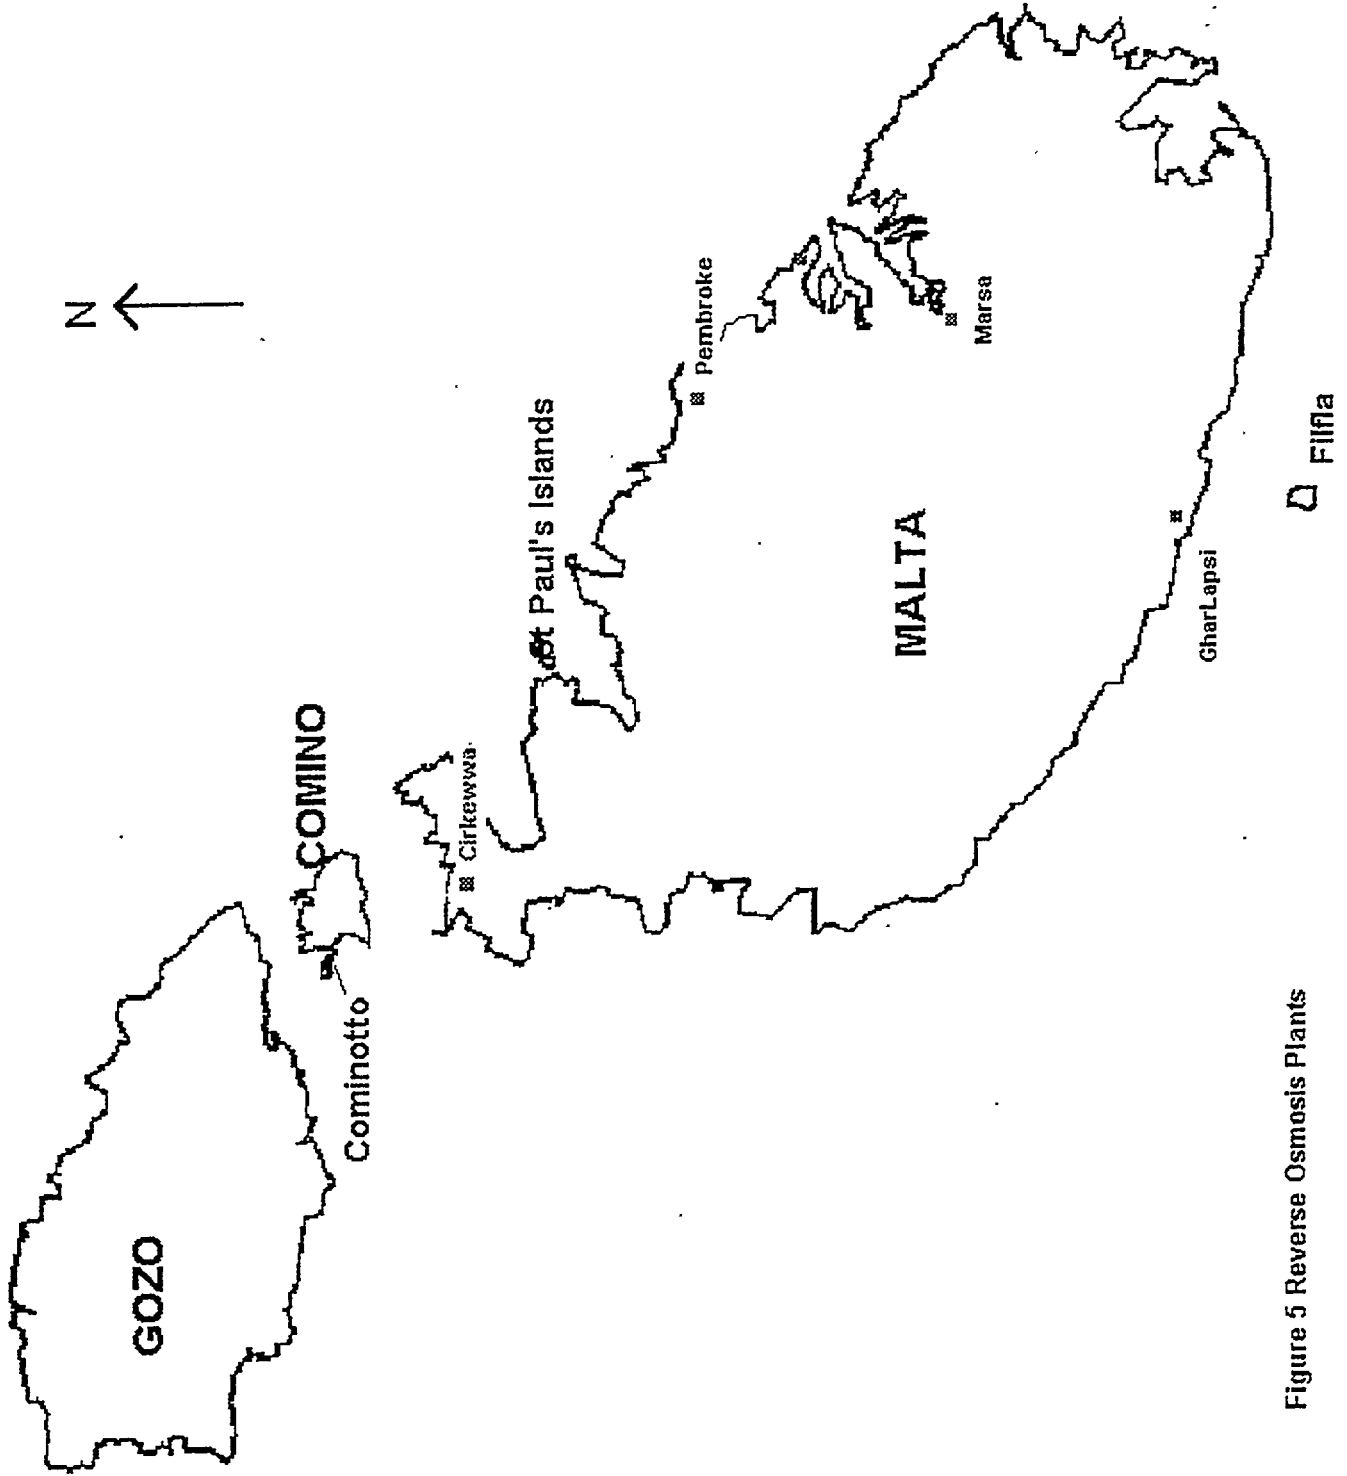 N
GOZO
COMINO
Cominotto
Cirkewwa
St Paul's Islands
Pembroke
MALTA
Marsa
GharLapsi
Filfla
Figure 5 Reverse Osmosis Plants